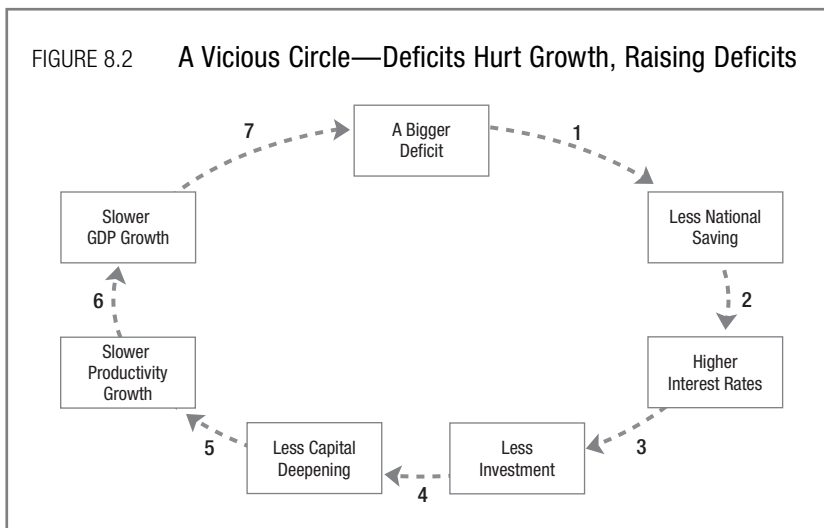 FIGURE 8.2 A Vicious Circle—Deficits Hurt Growth, Raising Deficits
A Bigger
Deficit
1
Less National
Saving
2
Higher
Interest Rates
3
Less
Investment
4
Less Capital
Deepening
5
Slower
Productivity
Growth
6
Slower
GDP Growth
7